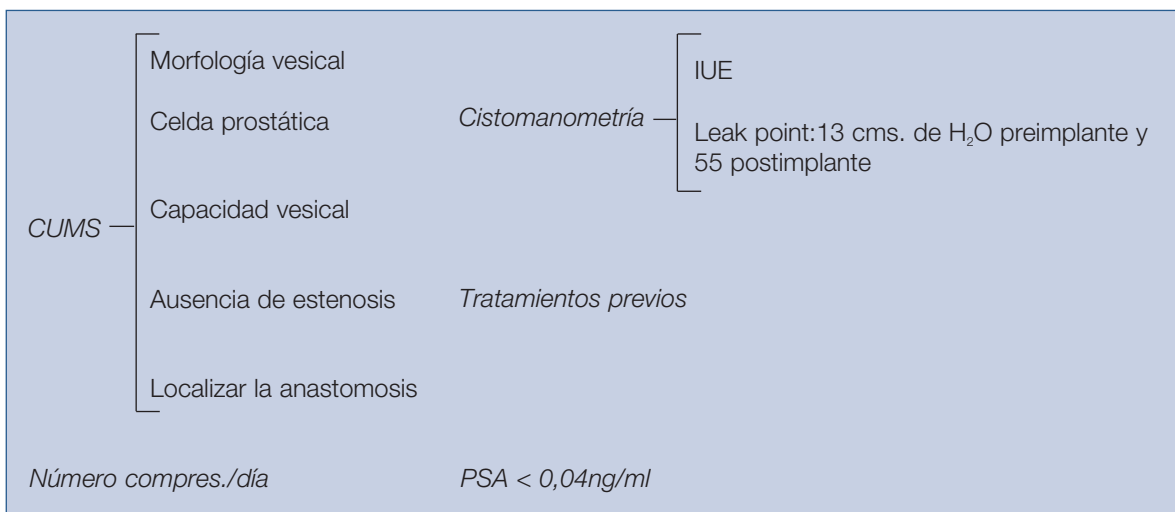 CUMS
Morfología vesical
Celda prostática
Capacidad vesical
Ausencia de estenosis
Localizar la anastomosis
Cistomanometría
IUE
Leak point:13 cms. de H₂O preimplante y
55 postimplante
Tratamientos previos
Número compres./día
PSA < 0,04ng/ml